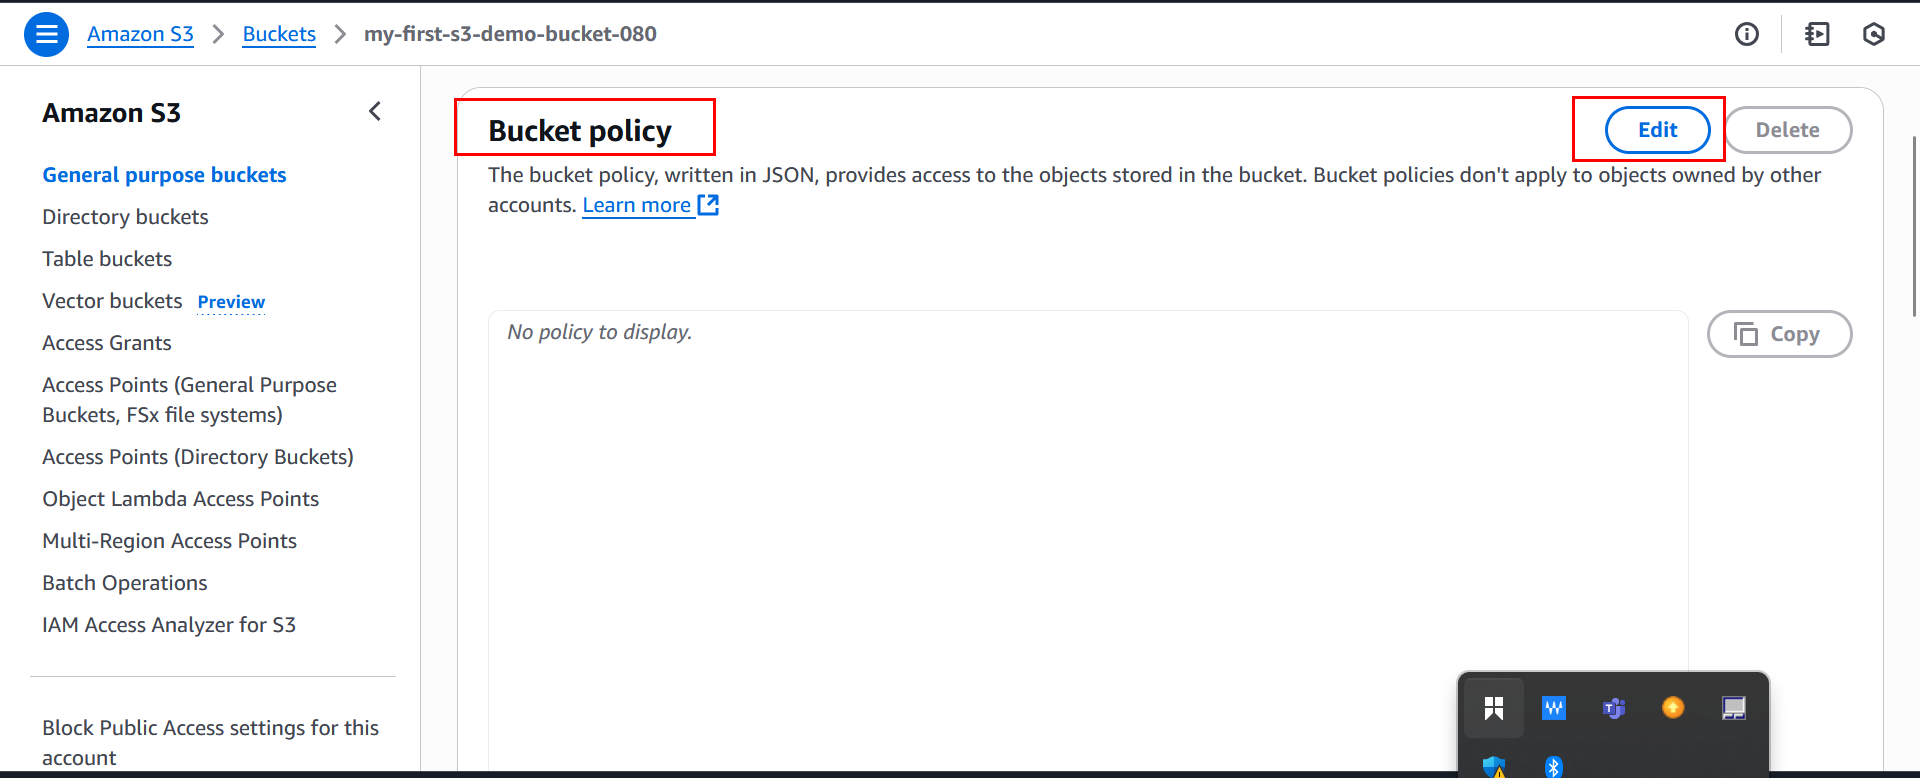 Amazon S3 > Buckets > my-first-s3-demo-bucket-080
Amazon S3
General purpose buckets
Directory buckets
Table buckets
Vector buckets Preview
Access Grants
Access Points (General Purpose
Buckets, FSx file systems)
Access Points (Directory Buckets)
Object Lambda Access Points
Multi-Region Access Points
Batch Operations
IAM Access Analyzer for S3
Block Public Access settings for this
account
Bucket policy
Edit
Delete
The bucket policy, written in JSON, provides access to the objects stored in the bucket. Bucket policies don't apply to objects owned by other
accounts. Learn more
No policy to display.
Copy